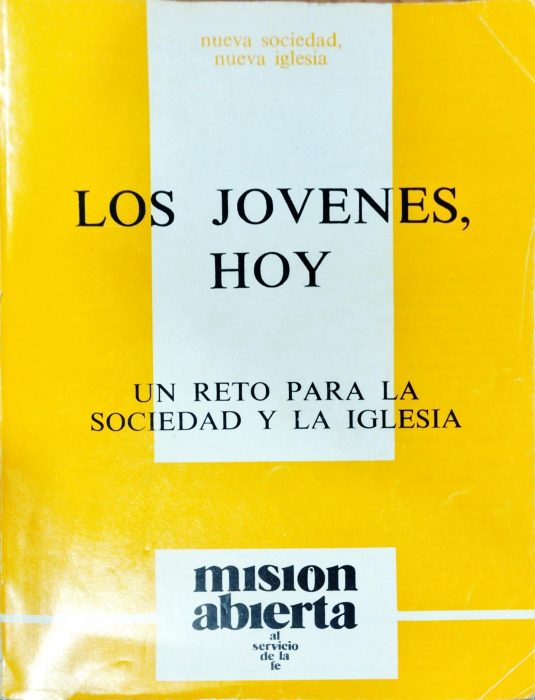 nueva sociedad,
nueva iglesia
LOS JOVENES,
HOY
UN RETO PARA LA
SOCIEDAD Y LA IGLESIA
mision
abierta
al
servicio
de la
fe